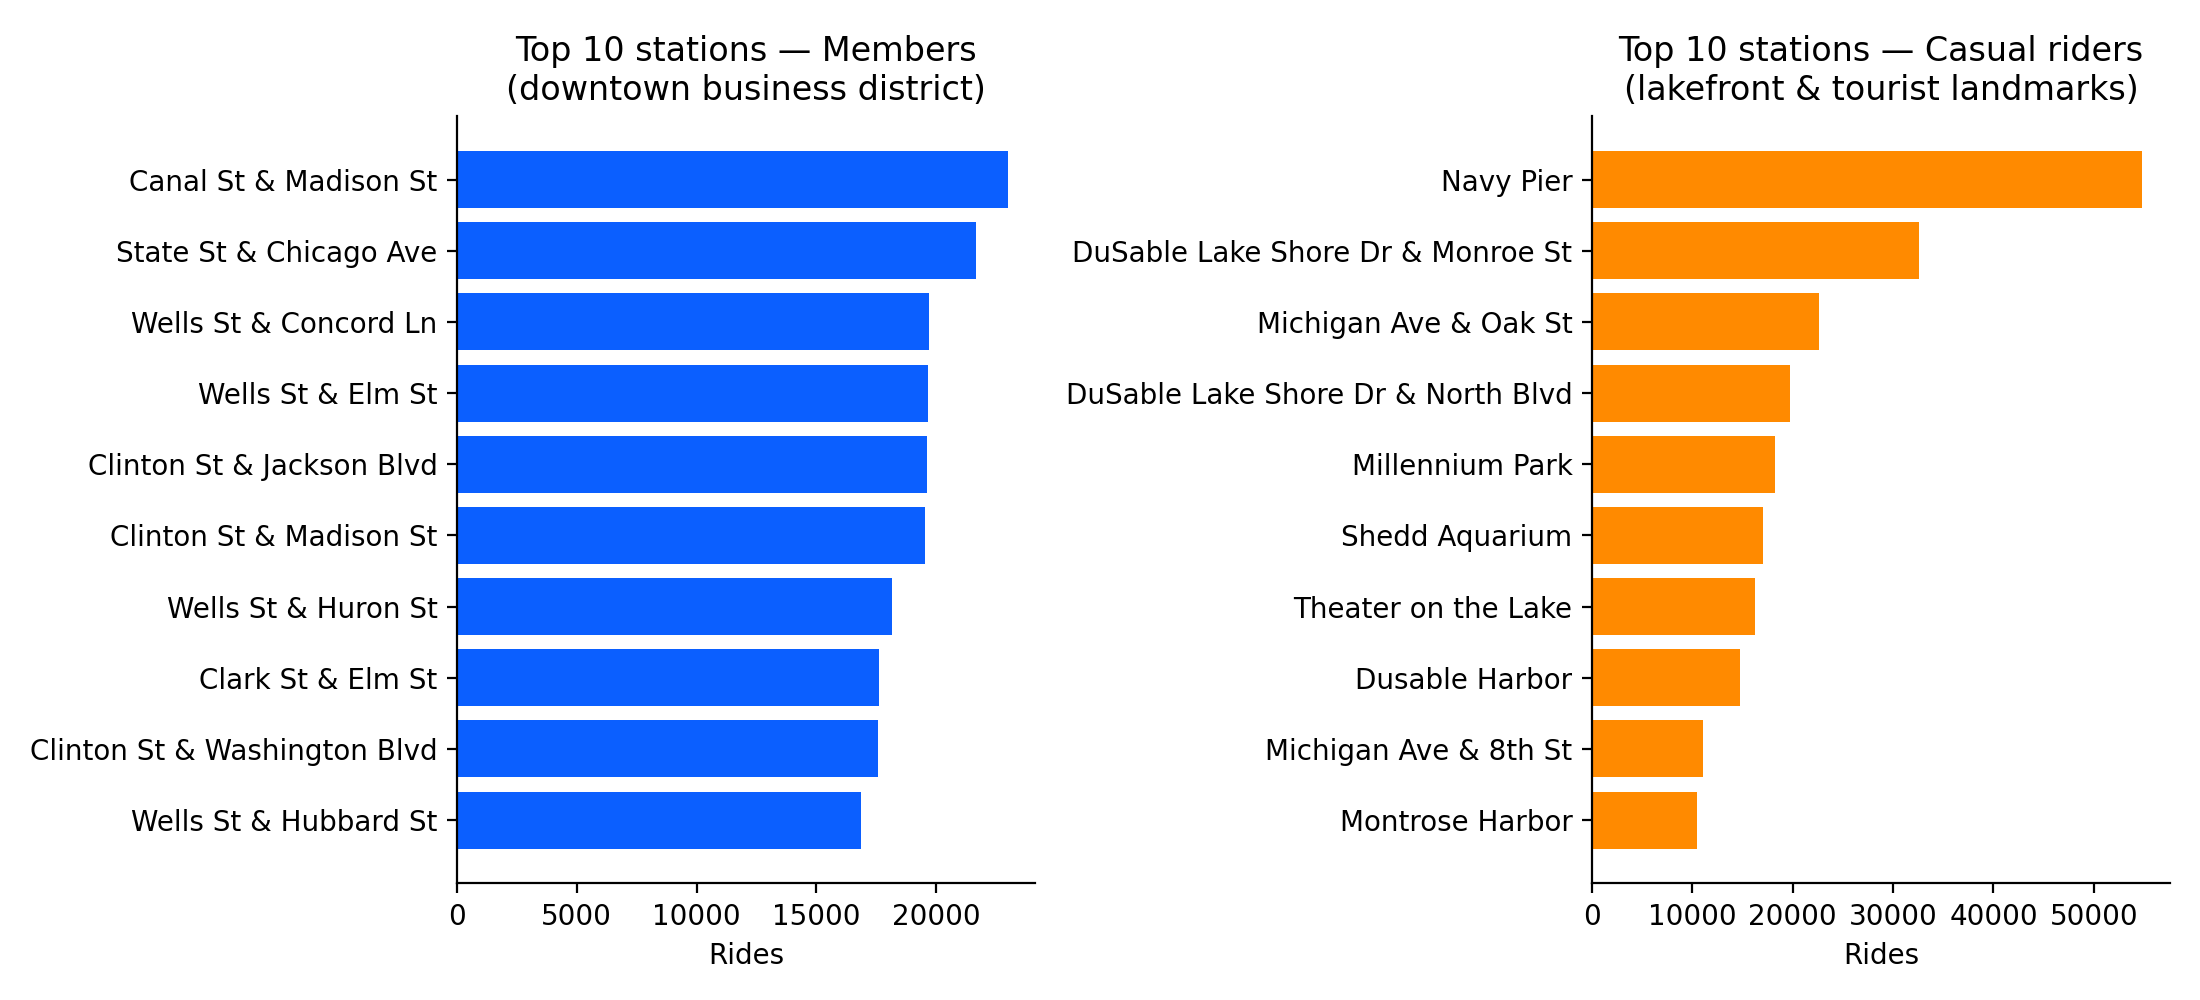 Top 10 stations — Members
(downtown business district)
Canal St & Madison St
State St & Chicago Ave
Wells St & Concord Ln
Wells St & Elm St
Clinton St & Jackson Blvd
Clinton St & Madison St
Wells St & Huron St
Clark St & Elm St
Clinton St & Washington Blvd
Wells St & Hubbard St
0 5000 10000 15000 20000
Rides
Top 10 stations — Casual riders
(lakefront & tourist landmarks)
Navy Pier
DuSable Lake Shore Dr & Monroe St
Michigan Ave & Oak St
DuSable Lake Shore Dr & North Blvd
Millennium Park
Shedd Aquarium
Theater on the Lake
Dusable Harbor
Michigan Ave & 8th St
Montrose Harbor
0 10000 20000 30000 40000 50000
Rides